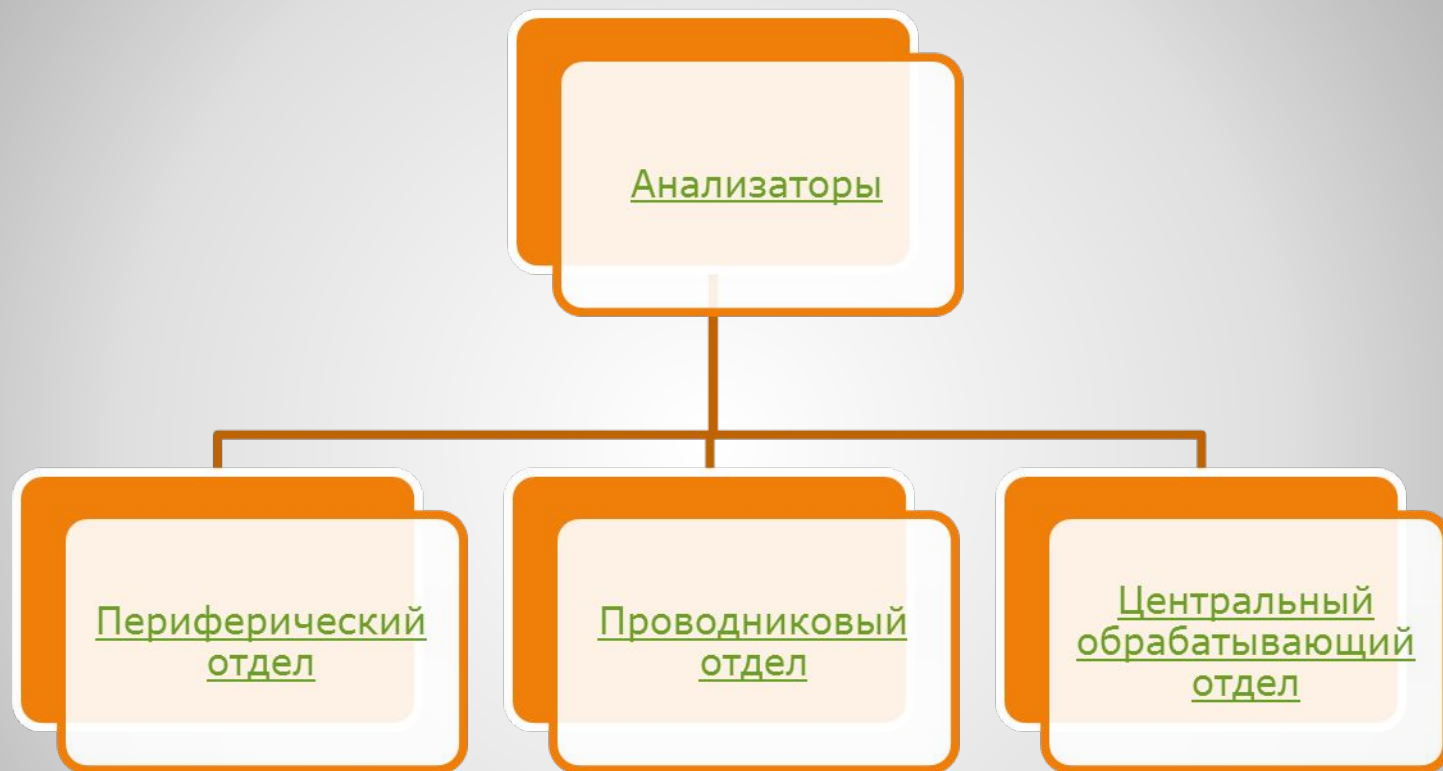 Анализаторы
Периферический
отдел
Проводниковый
отдел
Центральный
обрабатывающий
отдел